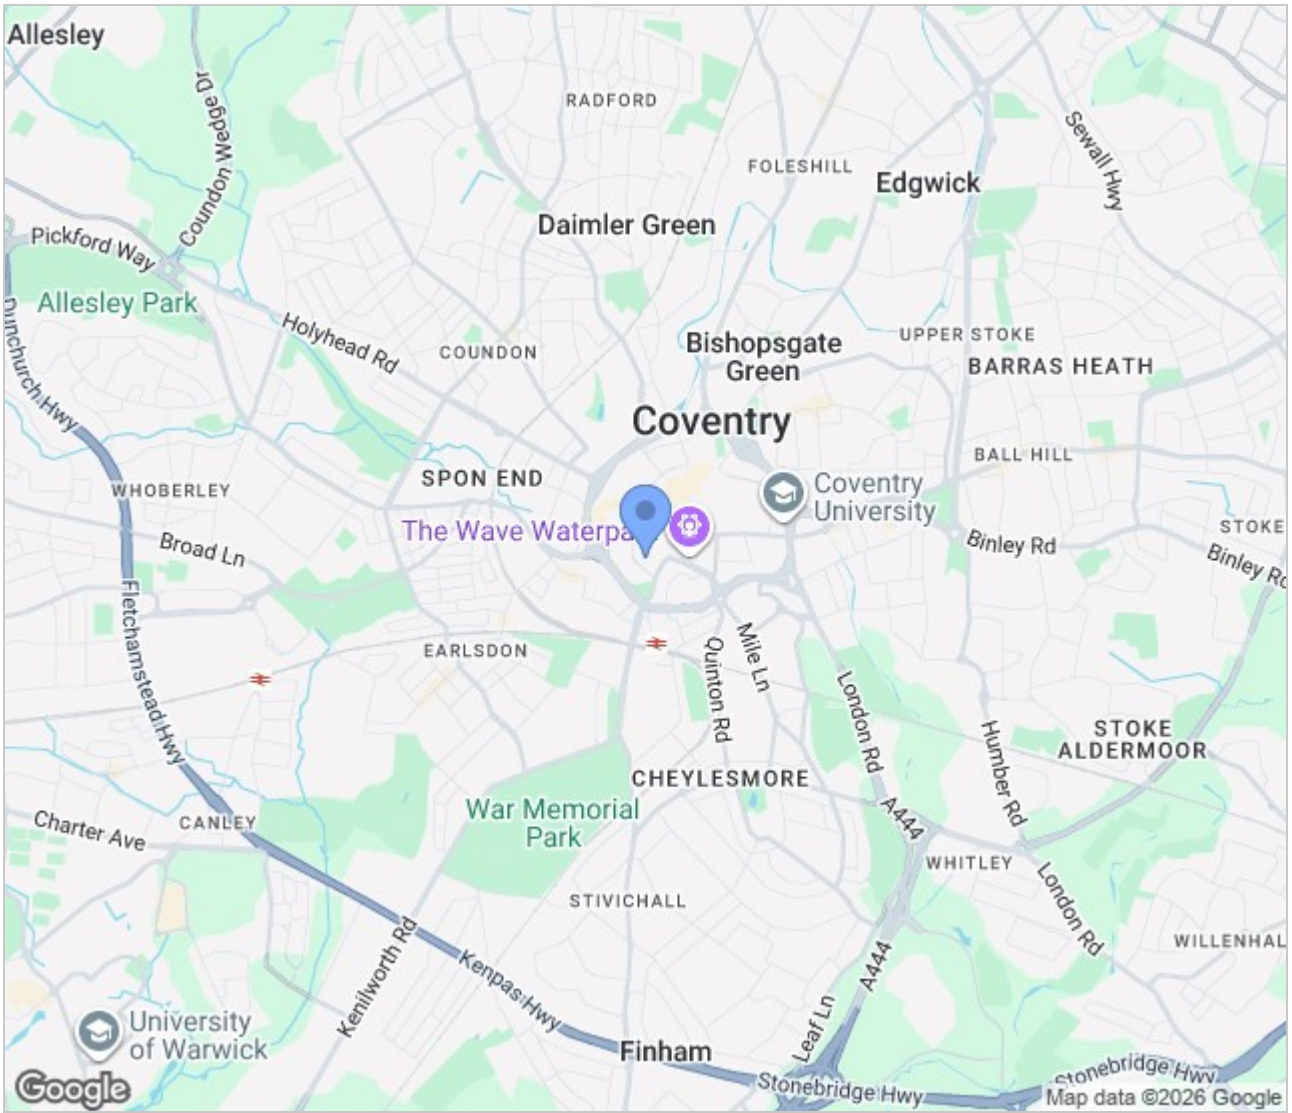 Allesley
RADFORD
Coundon Wedge Dr
Sewall Hwy
FOLESHILL
Edgwick
Daimler Green
Pickford Way
Allesley Park
Holyhead Rd
Dunchurch Hwy
COUNDON
Bishopsgate
Green
UPPER STOKE
BARRAS HEATH
Coventry
BALL HILL
SPON END
WHOBERLEY
Coventry
University
The Wave Waterpa
STOKE
Broad Ln
Binley Rd
Binley Rd
Fletchamstead Hwy
EARLSDON
Mile Ln
Quinton Rd
London Rd
STOKE
ALDERMOOR
Humber Rd
CHEYLESMORE
War Memorial
Park
Charter Ave
CANLEY
A444
WHITLEY
London Rd
STIVICHALL
WILLENHAL
Kenilworth Rd
Kenpas Hwy
A444
University
of Warwick
Leaf Ln
Finham
Stonebridge Hwy
Stonebridge Hwy
Google
Map data ©2026 Google